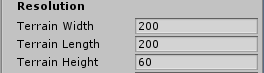 Resolution
Terrain Width 200
Terrain Length 200
Terrain Height 60